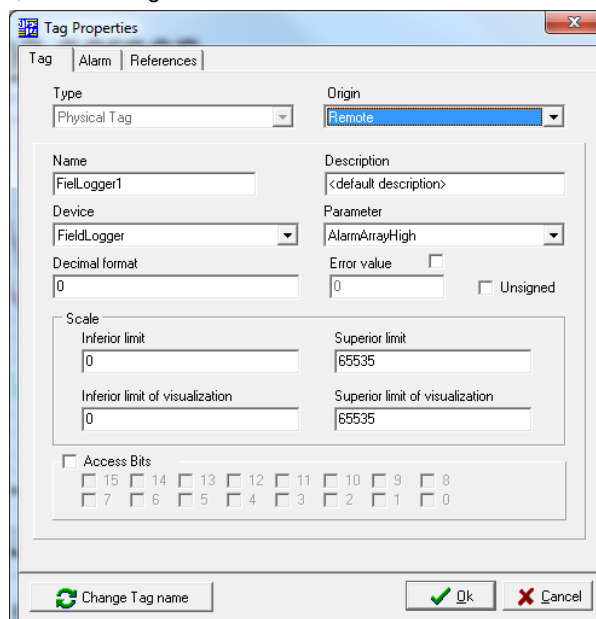 Tag Properties
Tag Alarm References
Type Origin
Physical Tag Remote
Name Description
FielLogger1 <default description>
Device Parameter
FieldLogger AlarmArrayHigh
Decimal format Error value
0 0 Unsigned
Scale
Inferior limit Superior limit
0 65535
Inferior limit of visualization Superior limit of visualization
0 65535
Access Bits
15 14 13 12 11 10 9 8
7 6 5 4 3 2 1 0
Change Tag name Ok Cancel